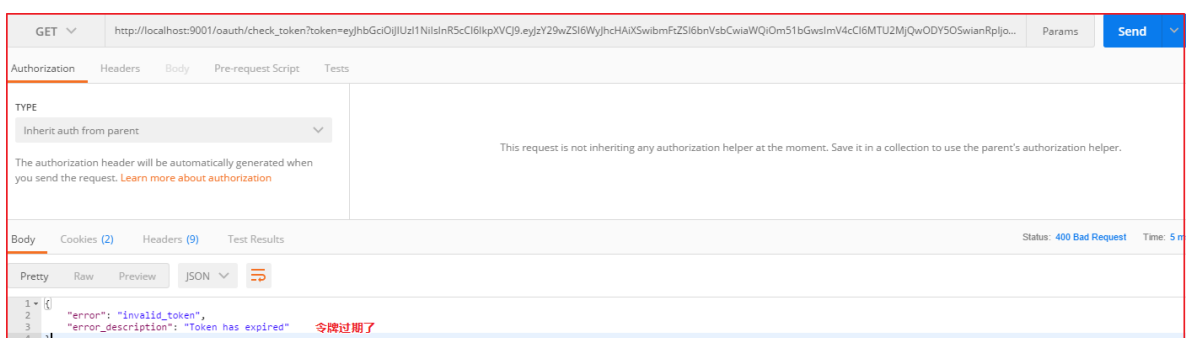 GET http://localhost:9001/oauth/check_token?token=eyJhbGciOiJIUzI1NiIsInR5cCI6IkpXVCJ9.eyJzY29wZSI6WyJhcHAiXSwibmFtZSI6bnVsbCwiaWQiOm51bGwsImV4cCI6MTU2MjQwODY5OSwianRpIjo... Params Send
Authorization Headers Body Pre-request Script Tests
TYPE
Inherit auth from parent
This request is not inheriting any authorization helper at the moment. Save it in a collection to use the parent's authorization helper.
The authorization header will be automatically generated when
you send the request. Learn more about authorization
Body Cookies (2) Headers (9) Test Results Status: 400 Bad Request Time: 5 m
Pretty Raw Preview JSON
1 {
2 "error": "invalid_token",
3 "error_description": "Token has expired" 令牌过期了
4 }